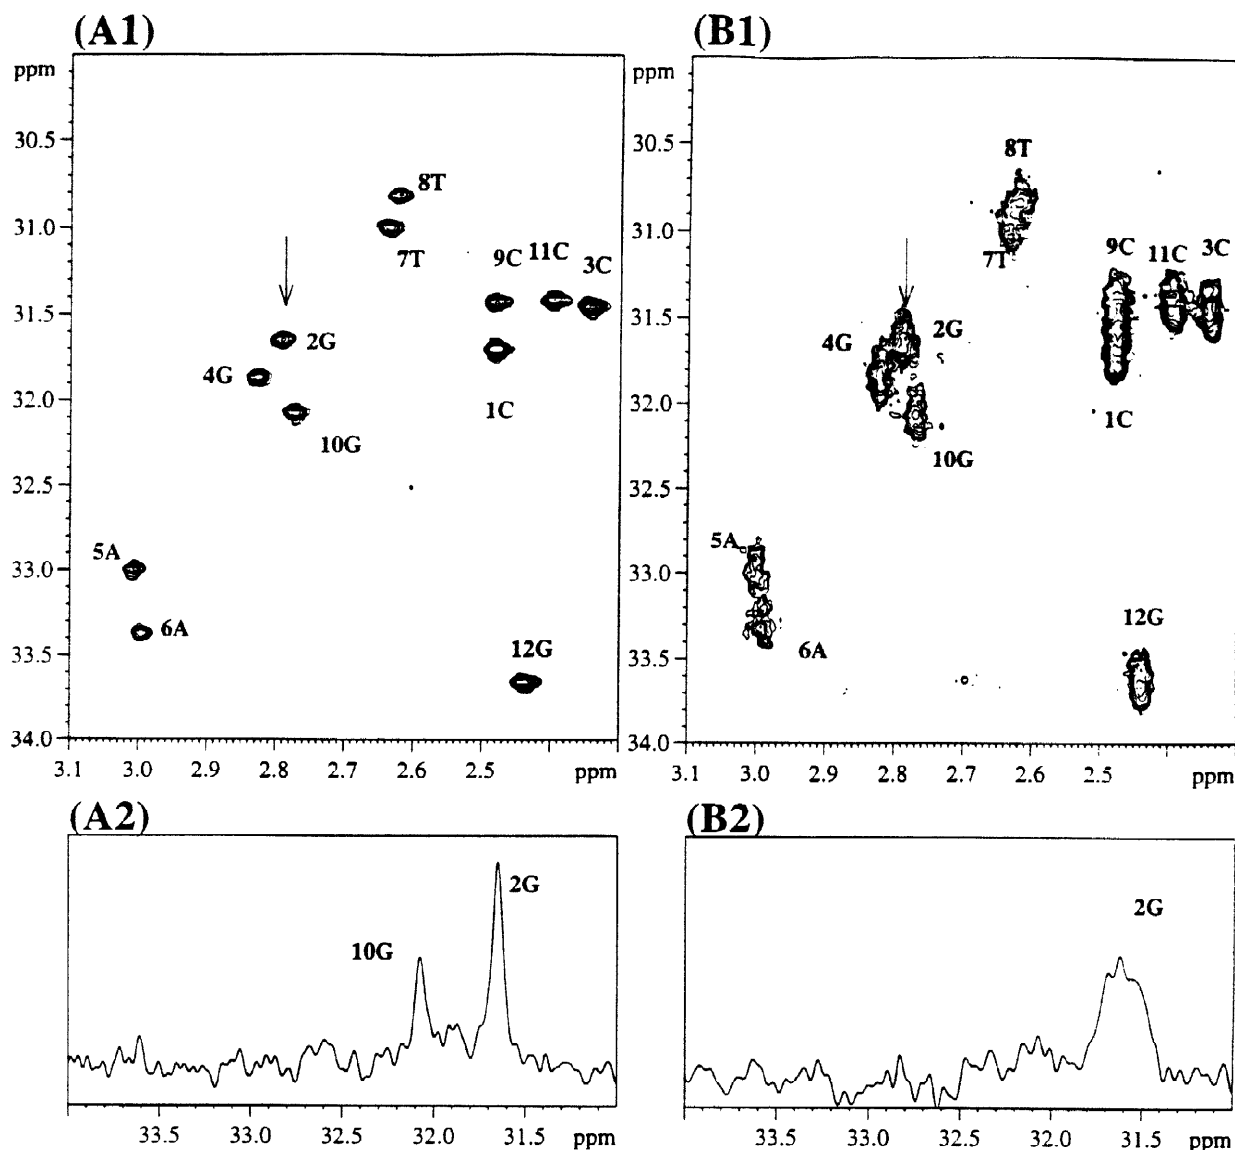 (A1)
(B1)
ppm
30.5
31.0
31.5
32.0
32.5
33.0
33.5
34.0
8T
7T
9C
11C
3C
2G
4G
1C
10G
5A
6A
12G
3.1
3.0
2.9
2.8
2.7
2.6
2.5
ppm
ppm
30.5
31.0
31.5
32.0
32.5
33.0
33.5
34.0
8T
7T
9C
11C
3C
2G
4G
1C
10G
5A
6A
12G
3.1
3.0
2.9
2.8
2.7
2.6
2.5
ppm
(A2)
2G
10G
33.5
33.0
32.5
32.0
31.5
ppm
(B2)
2G
33.5
33.0
32.5
32.0
31.5
ppm